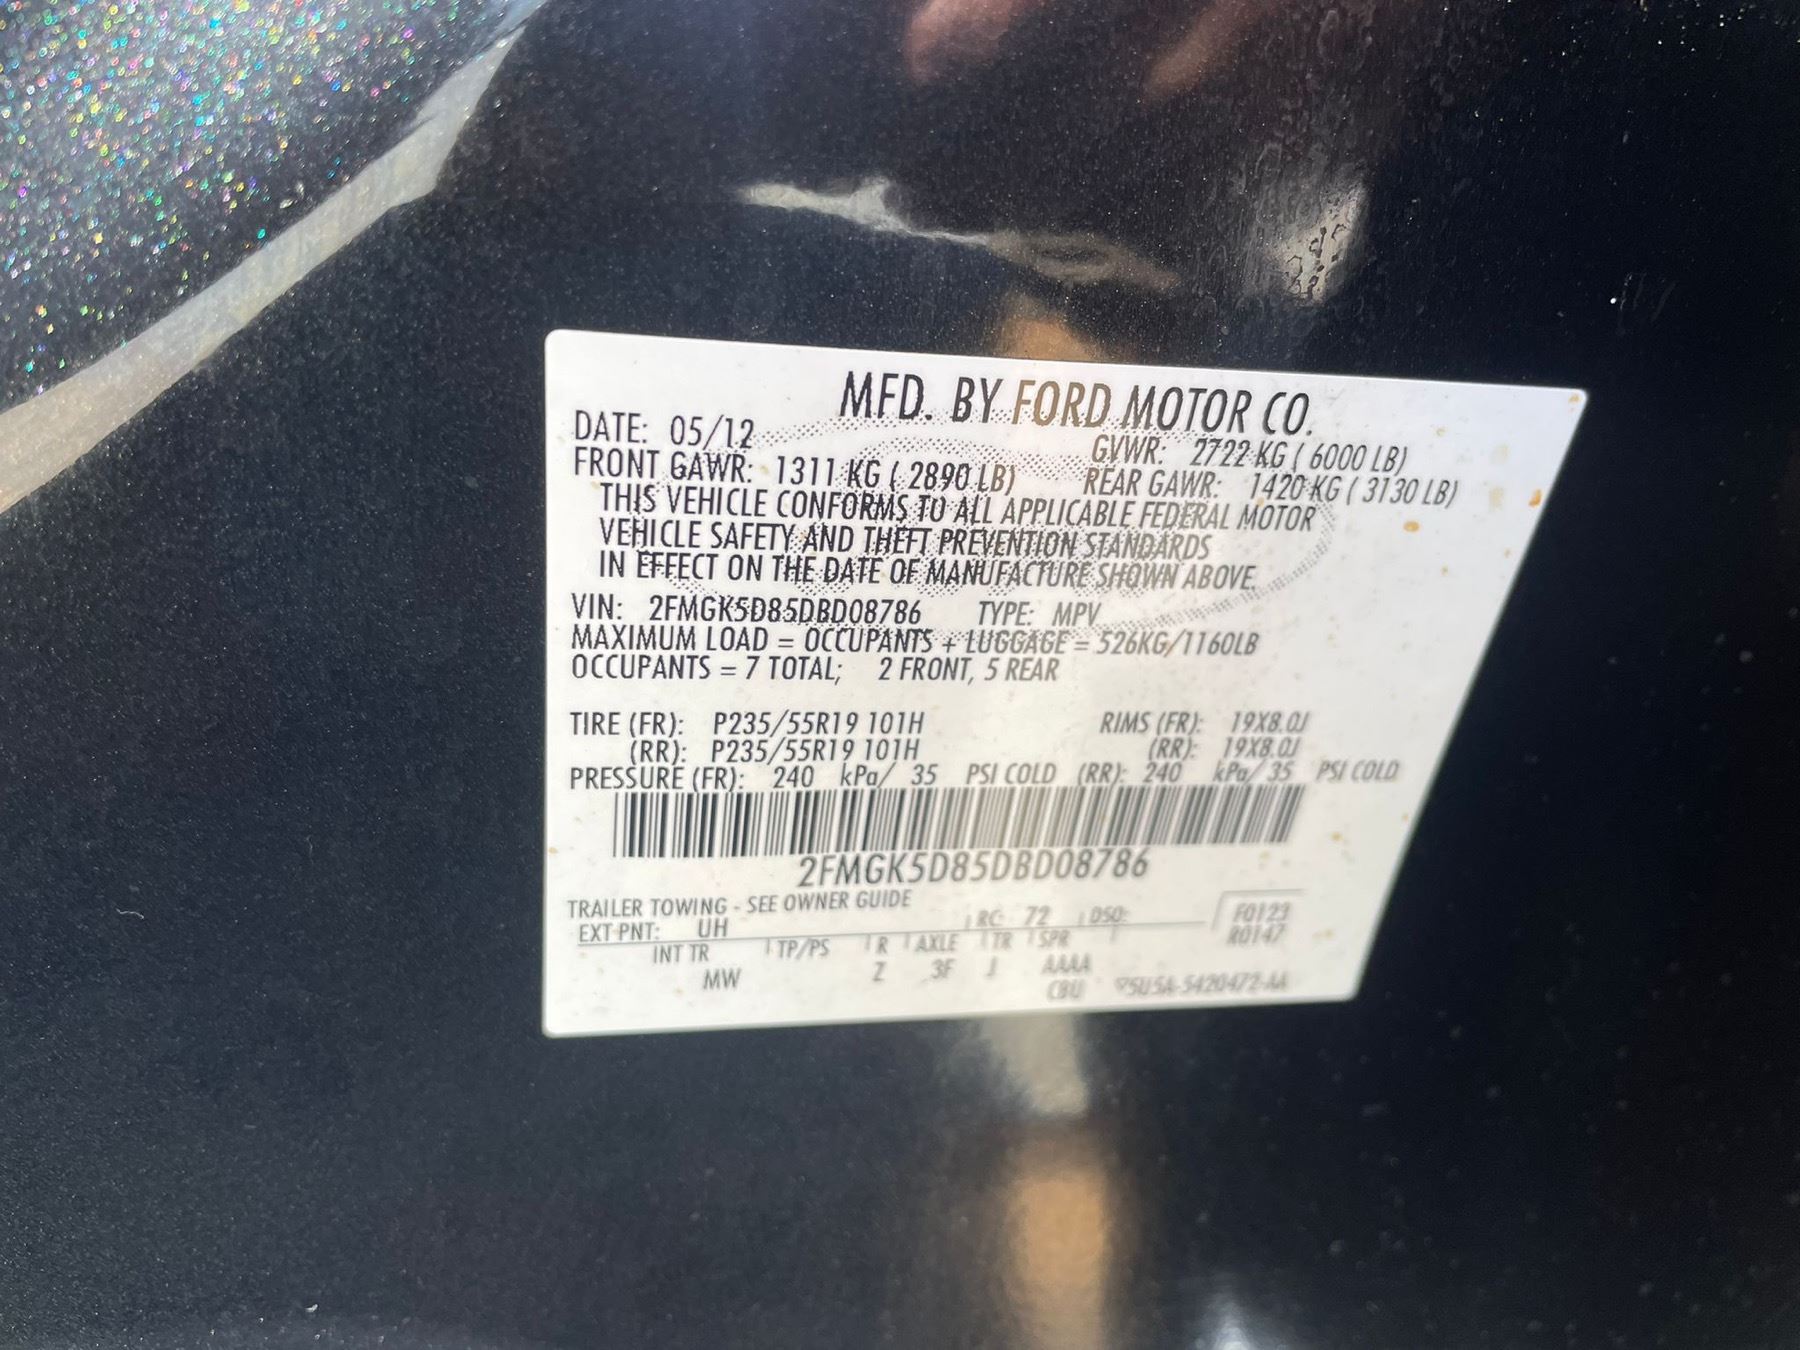 MFD. BY FORD MOTOR CO.
DATE: 05/12 GVWR: 2722 KG ( 6000 LB)
FRONT GAWR: 1311 KG ( 2890 LB) REAR GAWR: 1420 KG ( 3130 LB)
THIS VEHICLE CONFORMS TO ALL APPLICABLE FEDERAL MOTOR
VEHICLE SAFETY AND THEFT PREVENTION STANDARDS
IN EFFECT ON THE DATE OF MANUFACTURE SHOWN ABOVE.
VIN: 2FMGK5D85DBD08786 TYPE: MPV
MAXIMUM LOAD = OCCUPANTS + LUGGAGE = 526KG/1160LB
OCCUPANTS = 7 TOTAL; 2 FRONT, 5 REAR
TIRE (FR): P235/55R19 101H RIMS (FR): 19X8.0J
(RR): P235/55R19 101H (RR): 19X8.0J
PRESSURE (FR): 240 kPa/ 35 PSI COLD (RR): 240 kPa/ 35 PSI COLD
2FMGK5D85DBD08786
TRAILER TOWING - SEE OWNER GUIDE
EXT PNT: UH RC: 72 DSO: F0123
R0147
INT TR TP/PS R AXLE TR SPR
MW Z 3F J AAAA
CBU 5U5A-5420472-AA